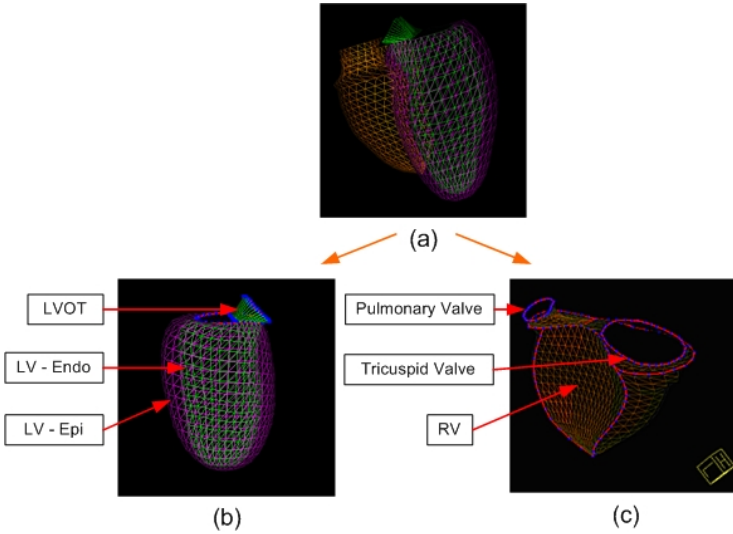 (a)
LVOT
LV - Endo
LV - Epi
(b)
Pulmonary Valve
Tricuspid Valve
RV
(c)